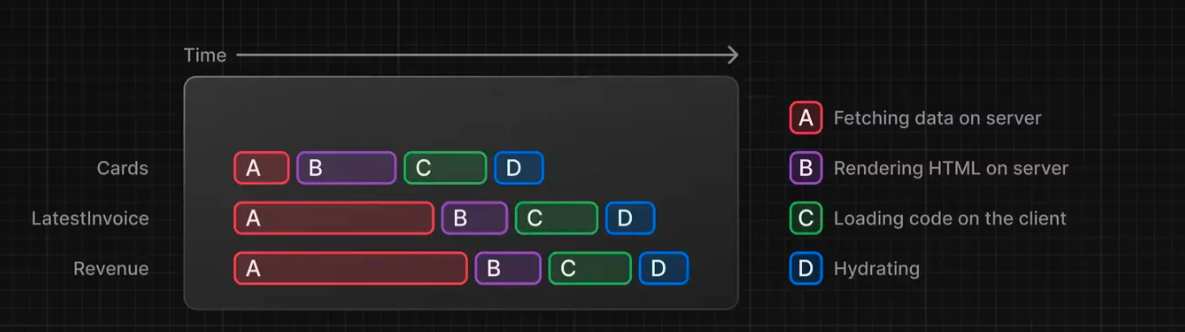 Time
A Fetching data on server
Cards A B C D B Rendering HTML on server
LatestInvoice A B C D C Loading code on the client
Revenue A B C D D Hydrating